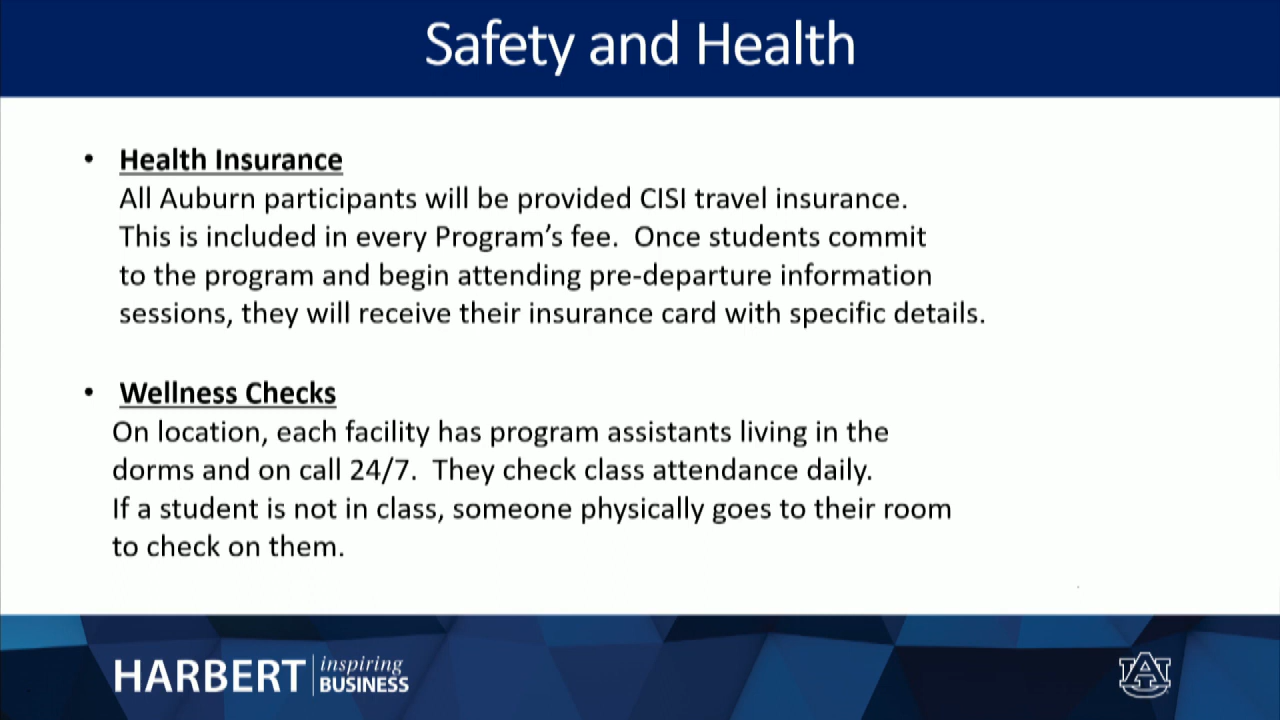 Safety and Health
• Health Insurance
All Auburn participants will be provided CISI travel insurance.
This is included in every Program’s fee.  Once students commit
to the program and begin attending pre-departure information
sessions, they will receive their insurance card with specific details.
• Wellness Checks
On location, each facility has program assistants living in the
dorms and on call 24/7.  They check class attendance daily.
If a student is not in class, someone physically goes to their room
to check on them.
HARBERT inspiring
BUSINESS
AU